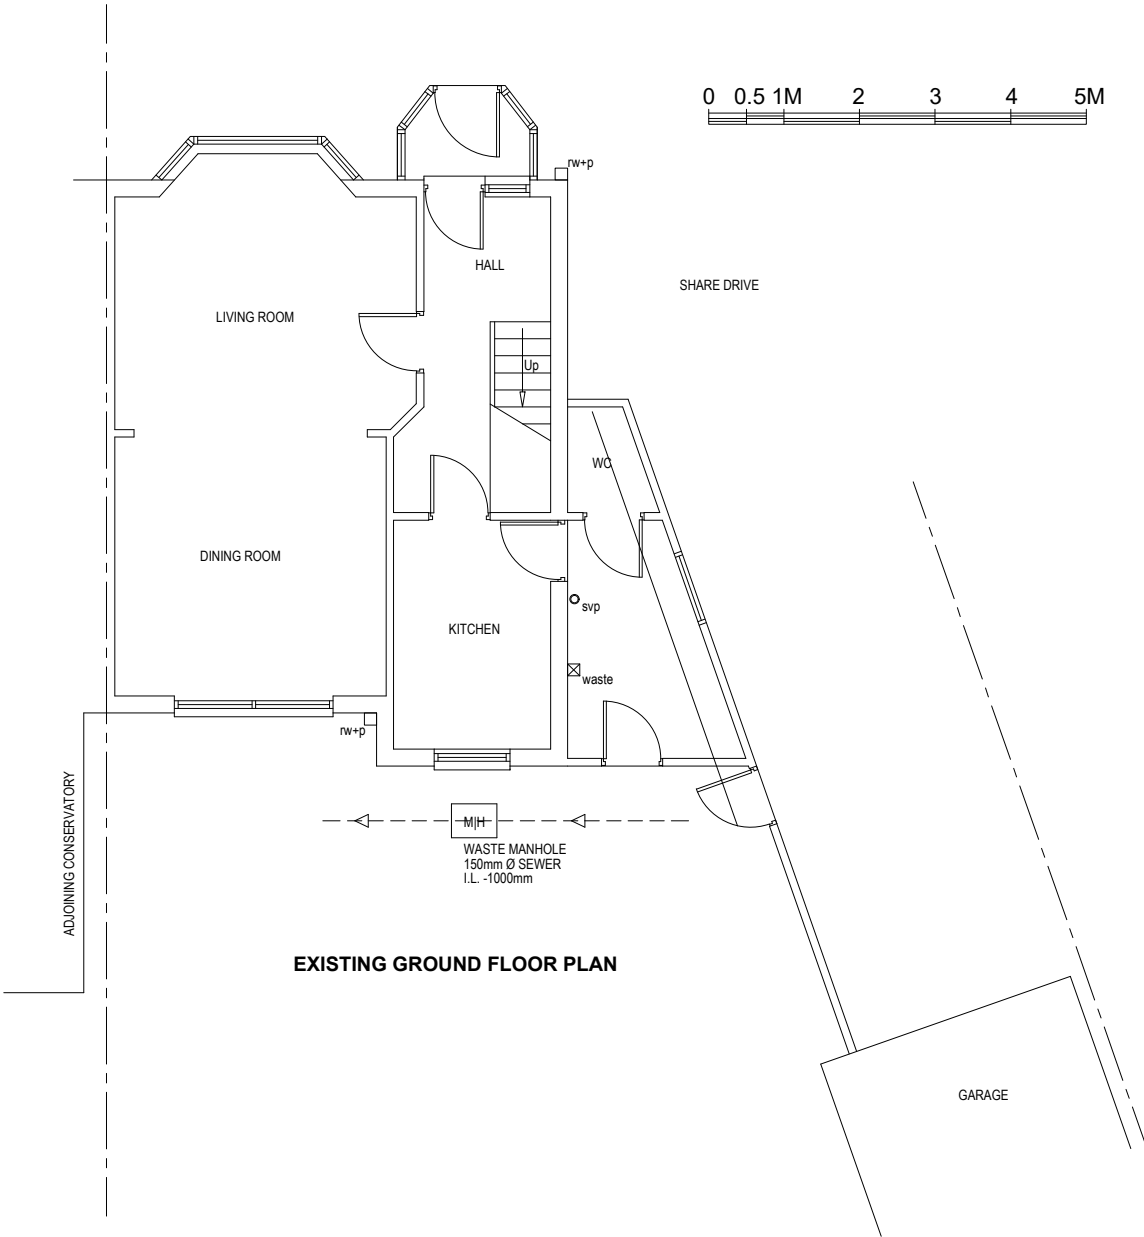 0 0.5 1M 2 3 4 5M
rw+p
HALL
SHARE DRIVE
LIVING ROOM
Up
WC
DINING ROOM
svp
KITCHEN
waste
rw+p
ADJOINING CONSERVATORY
M|H
WASTE MANHOLE
150mm Ø SEWER
I.L. -1000mm
EXISTING GROUND FLOOR PLAN
GARAGE